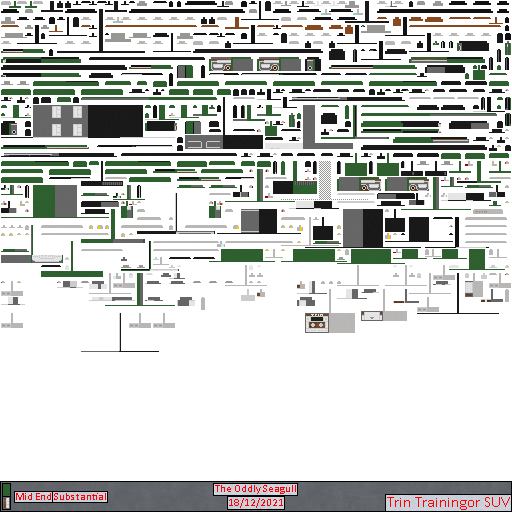 Mid End Substantial
The Oddly Seagull
18/12/2021
Trin Trainingor SUV